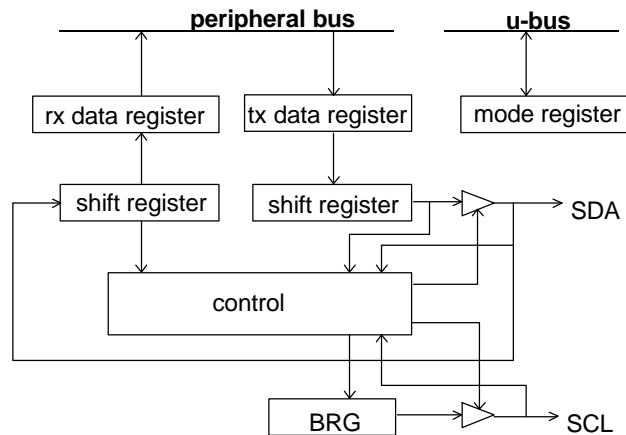 peripheral bus
u-bus
rx data register
tx data register
mode register
shift register
shift register
SDA
control
BRG
SCL